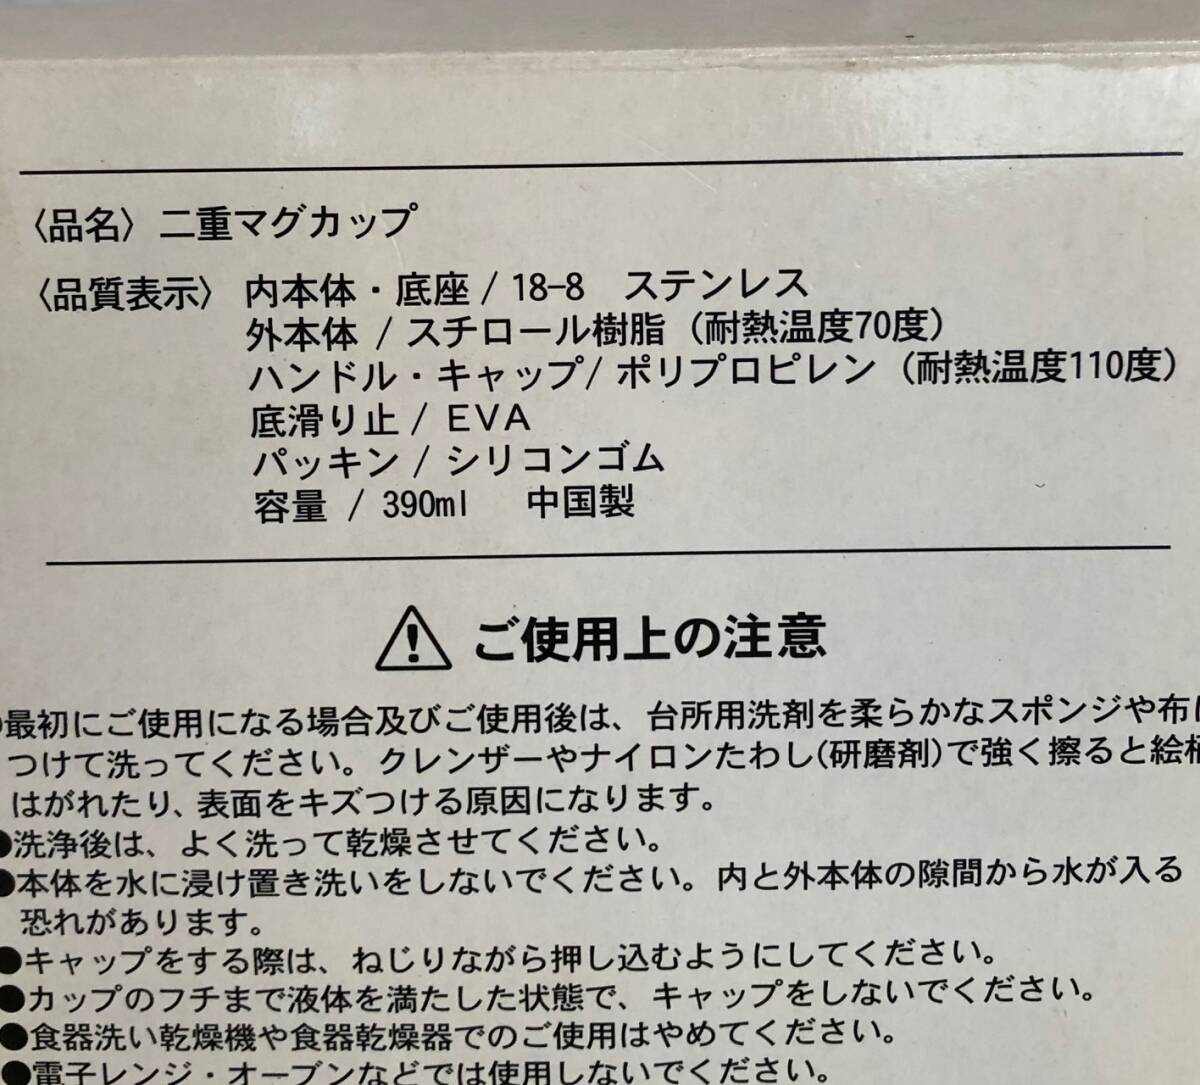 〈品名〉二重マグカップ
〈品質表示〉内本体・底座 / 18-8　ステンレス
外本体 / スチロール樹脂（耐熱温度70度）
ハンドル・キャップ/ ポリプロピレン（耐熱温度110度）
底滑り止 / EVA
パッキン / シリコンゴム
容量 / 390ml　中国製
ご使用上の注意
●最初にご使用になる場合及びご使用後は、台所用洗剤を柔らかなスポンジや布に
つけて洗ってください。クレンザーやナイロンたわし(研磨剤)で強く擦ると絵柄
はがれたり、表面をキズつける原因になります。
●洗浄後は、よく洗って乾燥させてください。
●本体を水に浸け置き洗いをしないでください。内と外本体の隙間から水が入る
恐れがあります。
●キャップをする際は、ねじりながら押し込むようにしてください。
●カップのフチまで液体を満たした状態で、キャップをしないでください。
●食器洗い乾燥機や食器乾燥器でのご使用はやめてください。
●電子レンジ・オーブンなどでは使用しないでください。